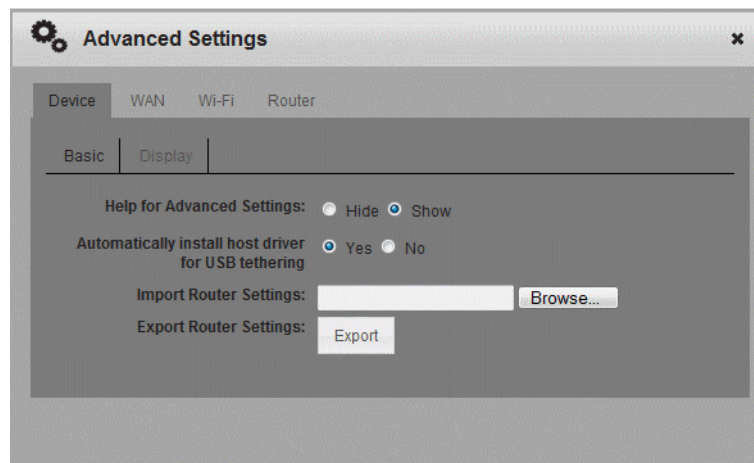 Advanced Settings
Device WAN Wi-Fi Router
Basic Display
Help for Advanced Settings: Hide Show
Automatically install host driver
for USB tethering Yes No
Import Router Settings: Browse...
Export Router Settings: Export